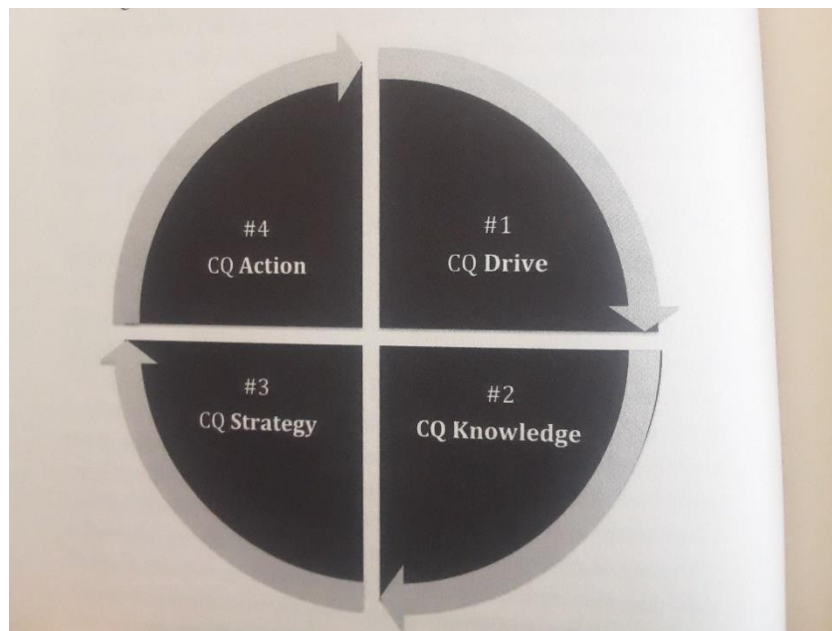 #4
CQ Action
#1
CQ Drive
#3
CQ Strategy
#2
CQ Knowledge